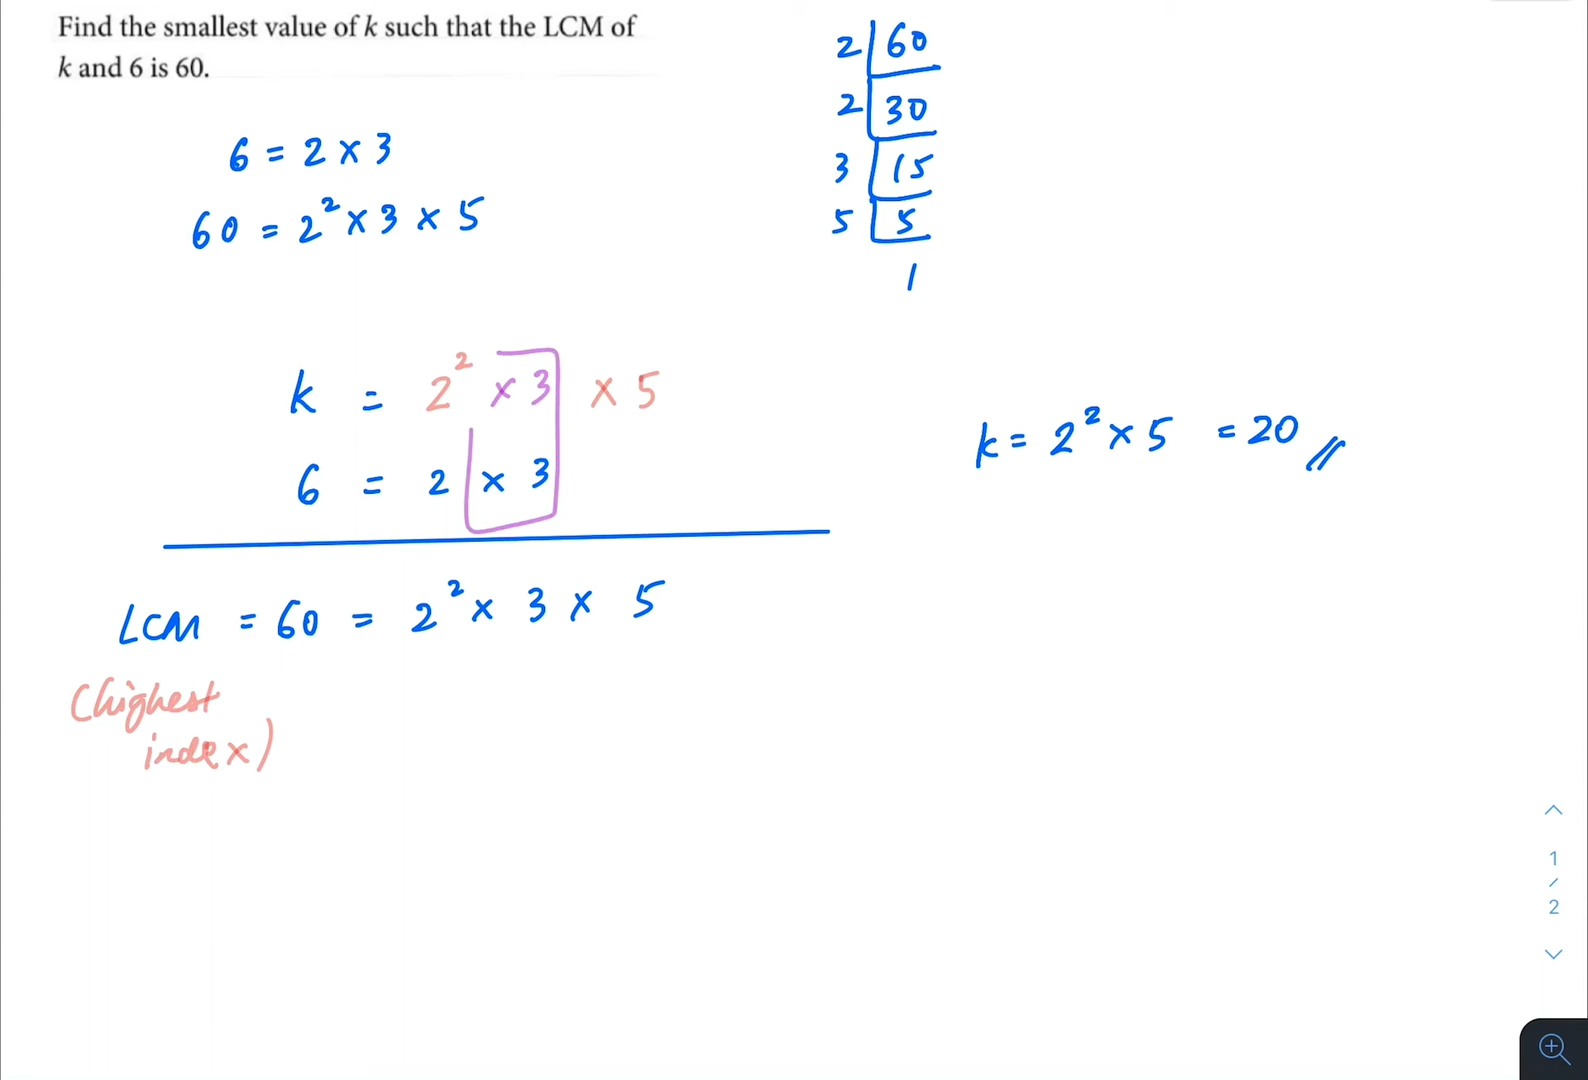 Find the smallest value of k such that the LCM of
k and 6 is 60.
6 = 2 × 3
60 = 2² × 3 × 5
2 | 60
2 | 30
3 | 15
5 | 5
1
k = 2² × 3 × 5
6 = 2 × 3
LCM = 60 = 2² × 3 × 5
(highest
index)
k = 2² × 5 = 20 //
1
/
2